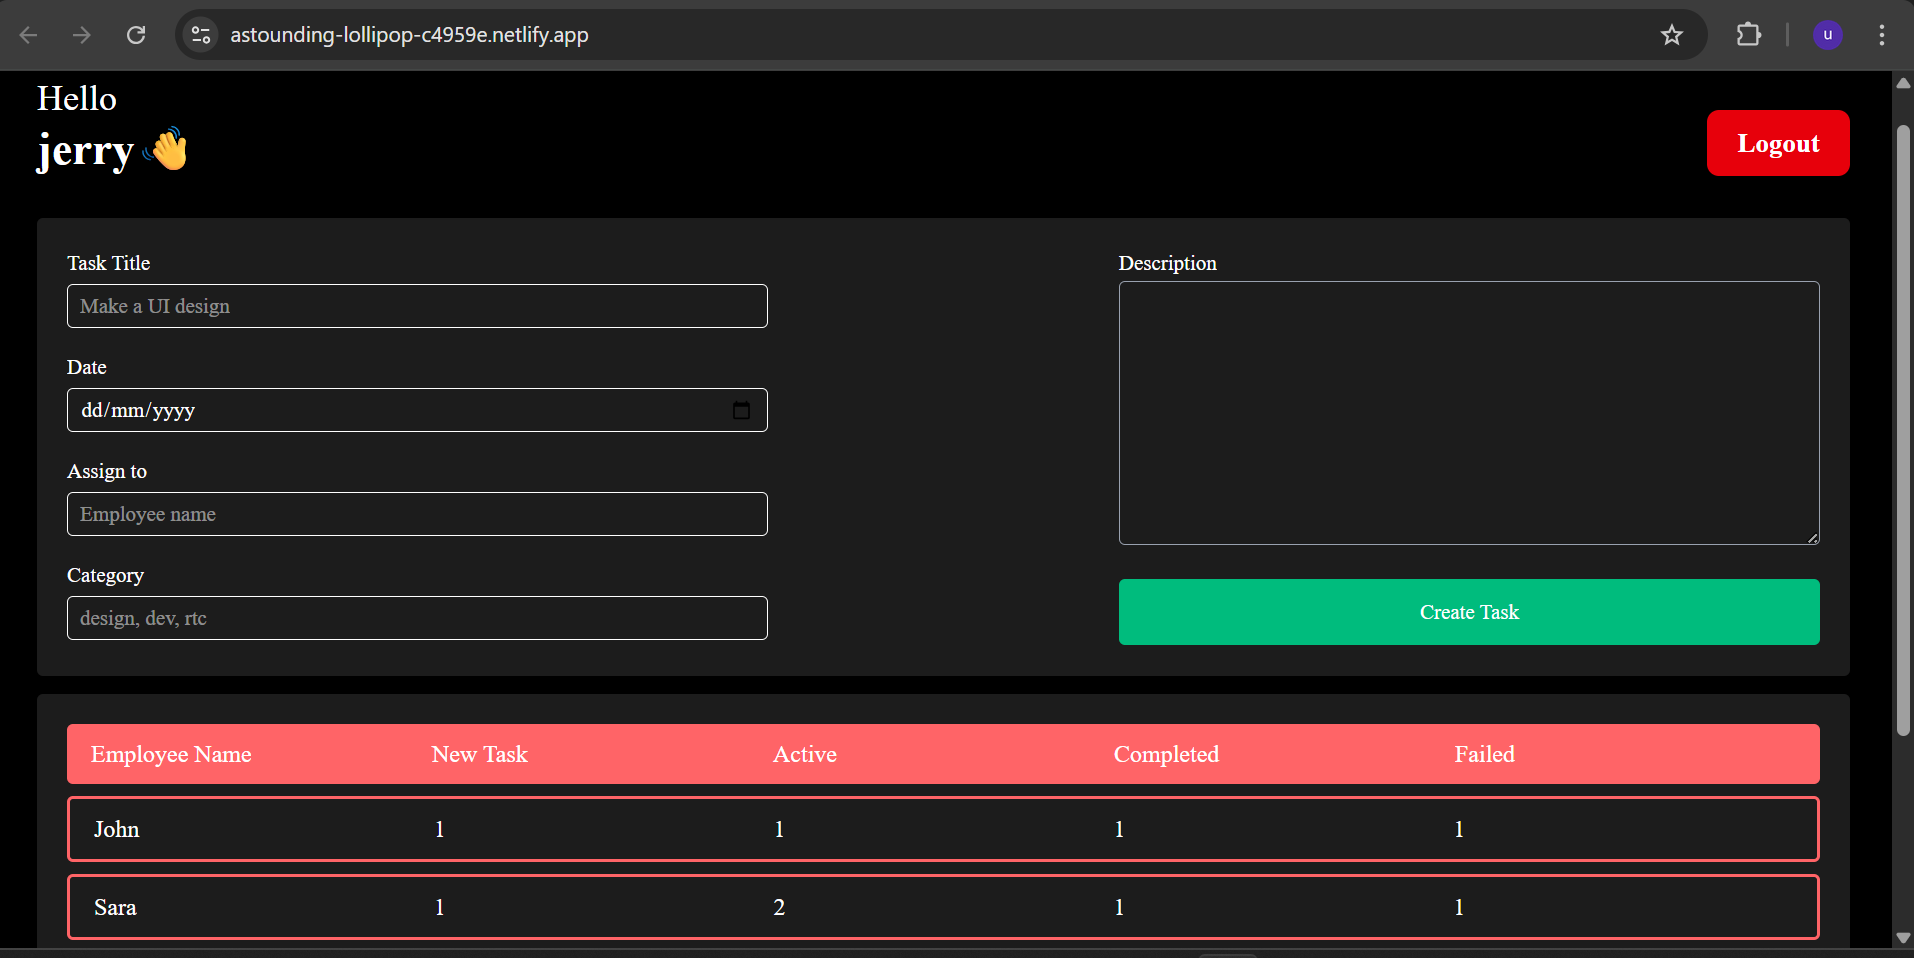 astounding-lollipop-c4959e.netlify.app
u
Hello
jerry 👋
Logout
Task Title
Make a UI design
Date
dd/mm/yyyy
Assign to
Employee name
Category
design, dev, rtc
Description
Create Task
Employee Name New Task Active Completed Failed
John 1 1 1 1
Sara 1 2 1 1